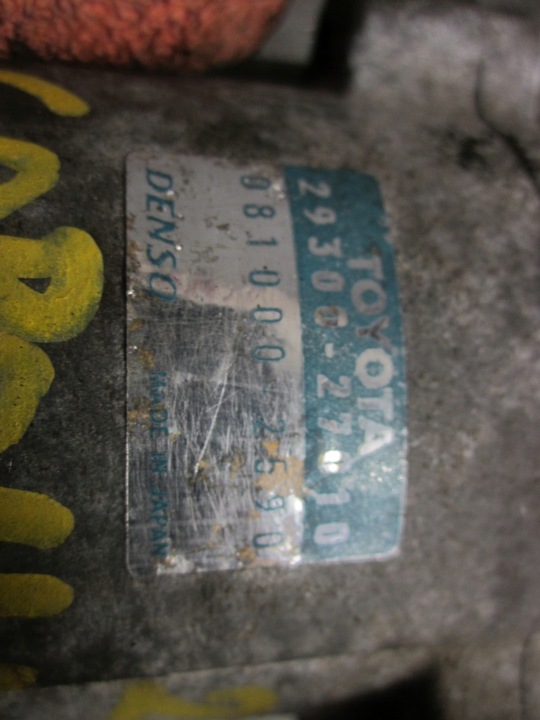 TOYOTA
29300-27010
081000 2590
DENSO MADE IN JAPAN